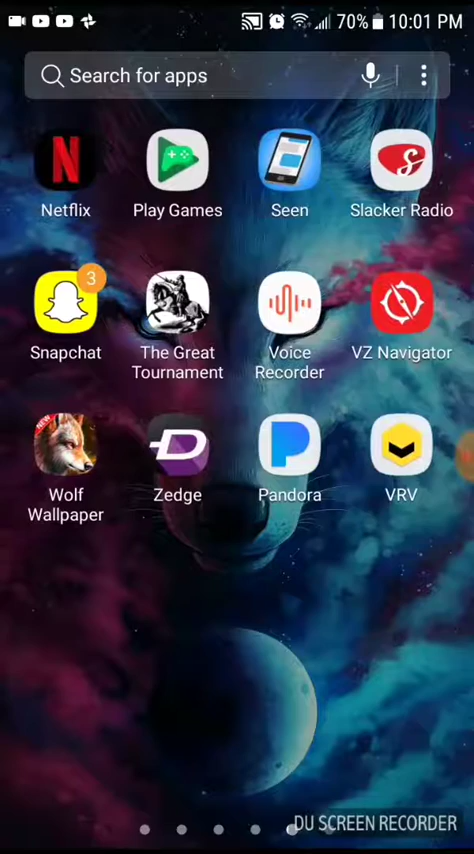 70% 10:01 PM
Search for apps
Netflix
Play Games
Seen
Slacker Radio
3
Snapchat
The Great
Tournament
Voice
Recorder
VZ Navigator
NEW
Wolf
Wallpaper
Zedge
Pandora
VRV
DU SCREEN RECORDER